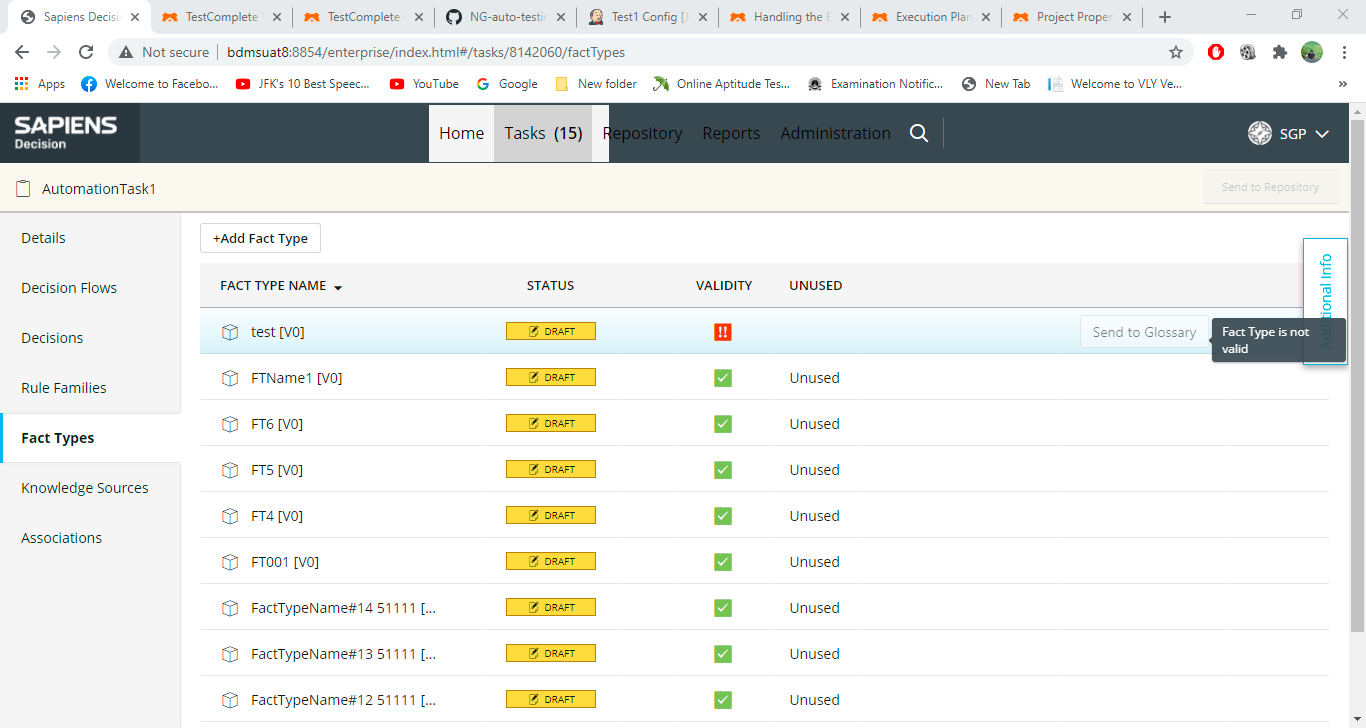 Sapiens Decisi
TestComplete
TestComplete
NG-auto-testin
Test1 Config [J
Handling the E
Execution Plan
Project Proper
Not secure | bdmsuat8:8854/enterprise/index.html#/tasks/8142060/factTypes
Apps
Welcome to Facebo...
JFK's 10 Best Speec...
YouTube
Google
New folder
Online Aptitude Tes...
Examination Notific...
New Tab
Welcome to VLY Ve...
»
SAPIENS
Decision
Home
Tasks (15)
Repository
Reports
Administration
SGP
AutomationTask1
Send to Repository
Details
Decision Flows
Decisions
Rule Families
Fact Types
Knowledge Sources
Associations
+Add Fact Type
FACT TYPE NAME STATUS VALIDITY UNUSED
test [V0] DRAFT !! Send to Glossary
Fact Type is not
valid
Additional Info
FTName1 [V0] DRAFT Unused
FT6 [V0] DRAFT Unused
FT5 [V0] DRAFT Unused
FT4 [V0] DRAFT Unused
FT001 [V0] DRAFT Unused
FactTypeName#14 51111 [... DRAFT Unused
FactTypeName#13 51111 [... DRAFT Unused
FactTypeName#12 51111 [... DRAFT Unused